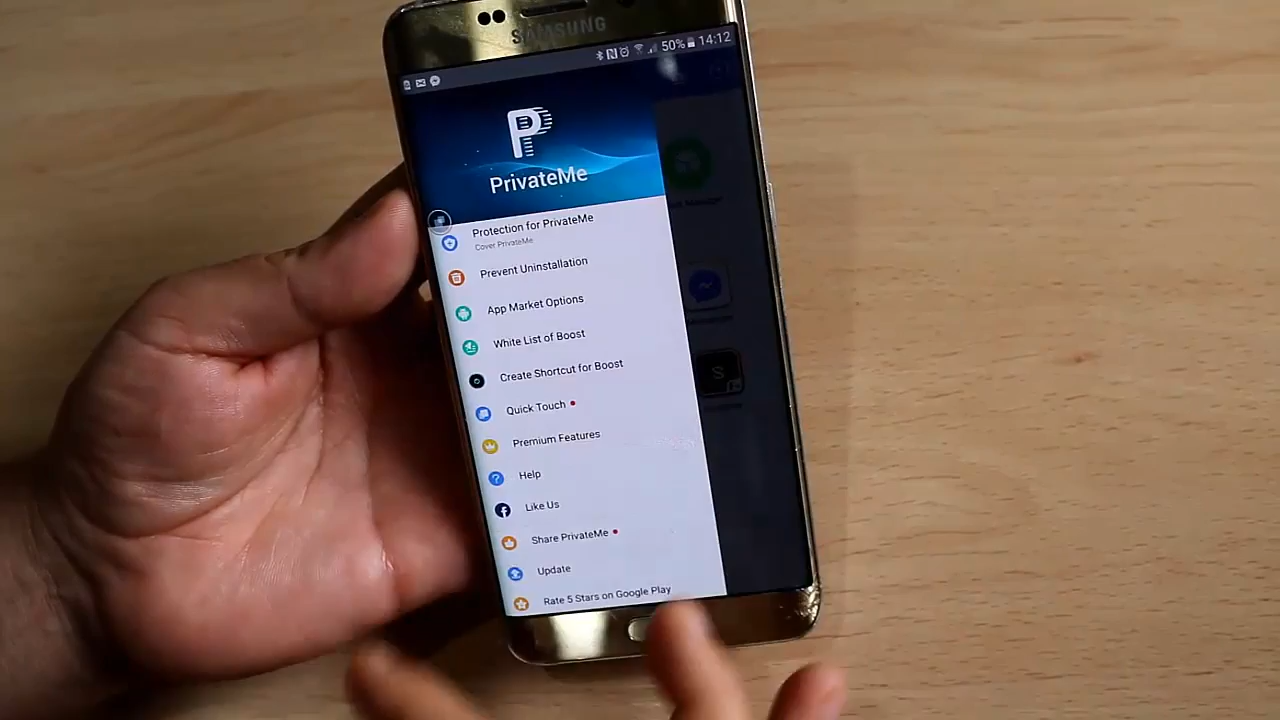 SAMSUNG
50% 14:12
P
PrivateMe
Protection for PrivateMe
Cover PrivateMe
Prevent Uninstallation
App Market Options
White List of Boost
Create Shortcut for Boost
Quick Touch
Premium Features
Help
Like Us
Share PrivateMe
Update
Rate 5 Stars on Google Play
S